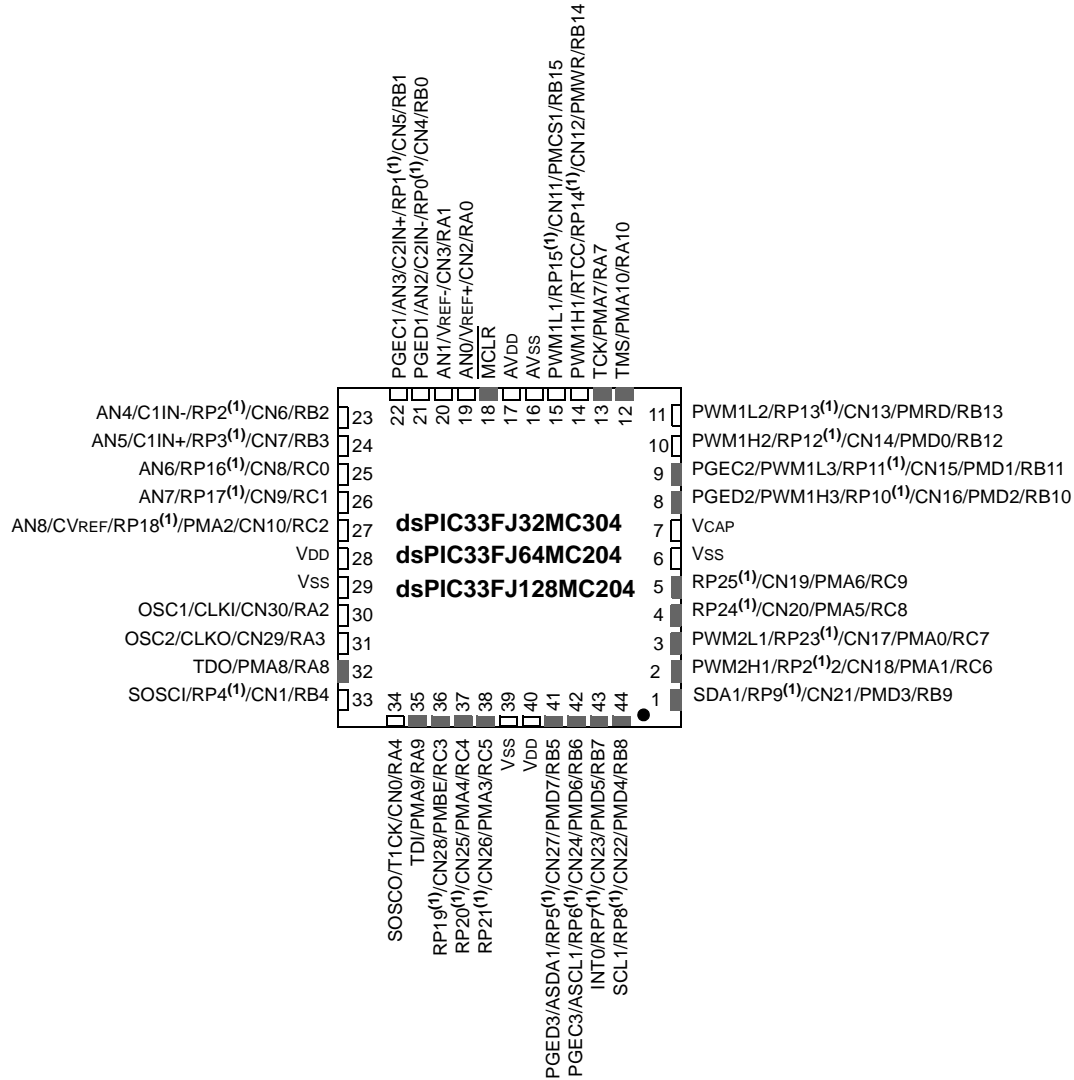 PGEC1/AN3/C2IN+/RP1(1)/CN5/RB1
PGED1/AN2/C2IN-/RP0(1)/CN4/RB0
AN1/VREF-/CN3/RA1
AN0/VREF+/CN2/RA0
MCLR
AVDD
AVSS
PWM1L1/RP15(1)/CN11/PMCS1/RB15
PWM1H1/RTCC/RP14(1)/CN12/PMWR/RB14
TCK/PMA7/RA7
TMS/PMA10/RA10
22 21 20 19 18 17 16 15 14 13 12
AN4/C1IN-/RP2(1)/CN6/RB2 23
AN5/C1IN+/RP3(1)/CN7/RB3 24
AN6/RP16(1)/CN8/RC0 25
AN7/RP17(1)/CN9/RC1 26
AN8/CVREF/RP18(1)/PMA2/CN10/RC2 27
VDD 28
VSS 29
OSC1/CLKI/CN30/RA2 30
OSC2/CLKO/CN29/RA3 31
TDO/PMA8/RA8 32
SOSCI/RP4(1)/CN1/RB4 33
dsPIC33FJ32MC304
dsPIC33FJ64MC204
dsPIC33FJ128MC204
11 PWM1L2/RP13(1)/CN13/PMRD/RB13
10 PWM1H2/RP12(1)/CN14/PMD0/RB12
9 PGEC2/PWM1L3/RP11(1)/CN15/PMD1/RB11
8 PGED2/PWM1H3/RP10(1)/CN16/PMD2/RB10
7 VCAP
6 VSS
5 RP25(1)/CN19/PMA6/RC9
4 RP24(1)/CN20/PMA5/RC8
3 PWM2L1/RP23(1)/CN17/PMA0/RC7
2 PWM2H1/RP2(1)2/CN18/PMA1/RC6
1 SDA1/RP9(1)/CN21/PMD3/RB9
34 35 36 37 38 39 40 41 42 43 44
SOSCO/T1CK/CN0/RA4
TDI/PMA9/RA9
RP19(1)/CN28/PMBE/RC3
RP20(1)/CN25/PMA4/RC4
RP21(1)/CN26/PMA3/RC5
VSS
VDD
PGED3/ASDA1/RP5(1)/CN27/PMD7/RB5
PGEC3/ASCL1/RP6(1)/CN24/PMD6/RB6
INT0/RP7(1)/CN23/PMD5/RB7
SCL1/RP8(1)/CN22/PMD4/RB8